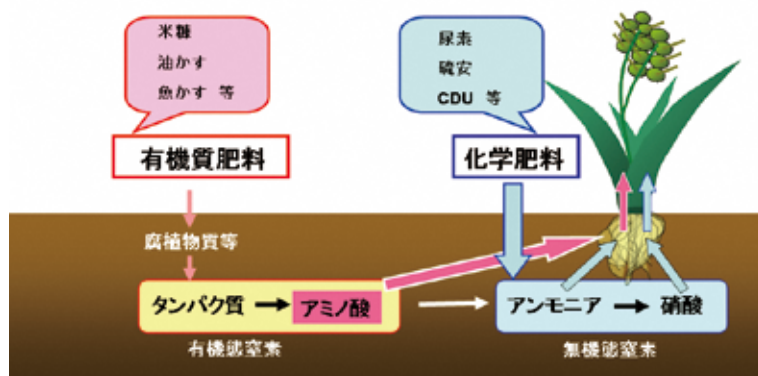 米糠
油かす
魚かす 等
尿素
硫安
CDU 等
有機質肥料
化学肥料
腐植物質等
タンパク質
アミノ酸
アンモニア
硝酸
有機態窒素
無機態窒素